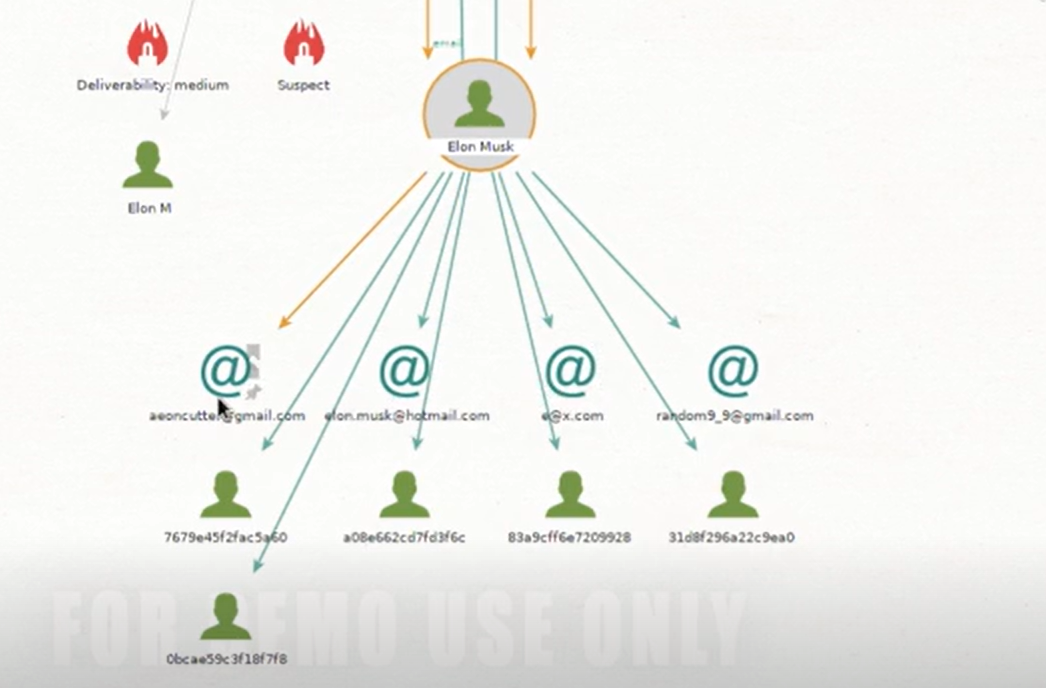 email
Deliverability: medium
Suspect
Elon Musk
Elon M
@ @ @ @
aeoncutter@gmail.com elon.musk@hotmail.com e@x.com random9_9@gmail.com
7679e45f2fac5a60 a08e662cd7fd3f6c 83a9cff6e7209928 31d8f296a22c9ea0
FOR DEMO USE ONLY
0bcae59c3f18f7f8